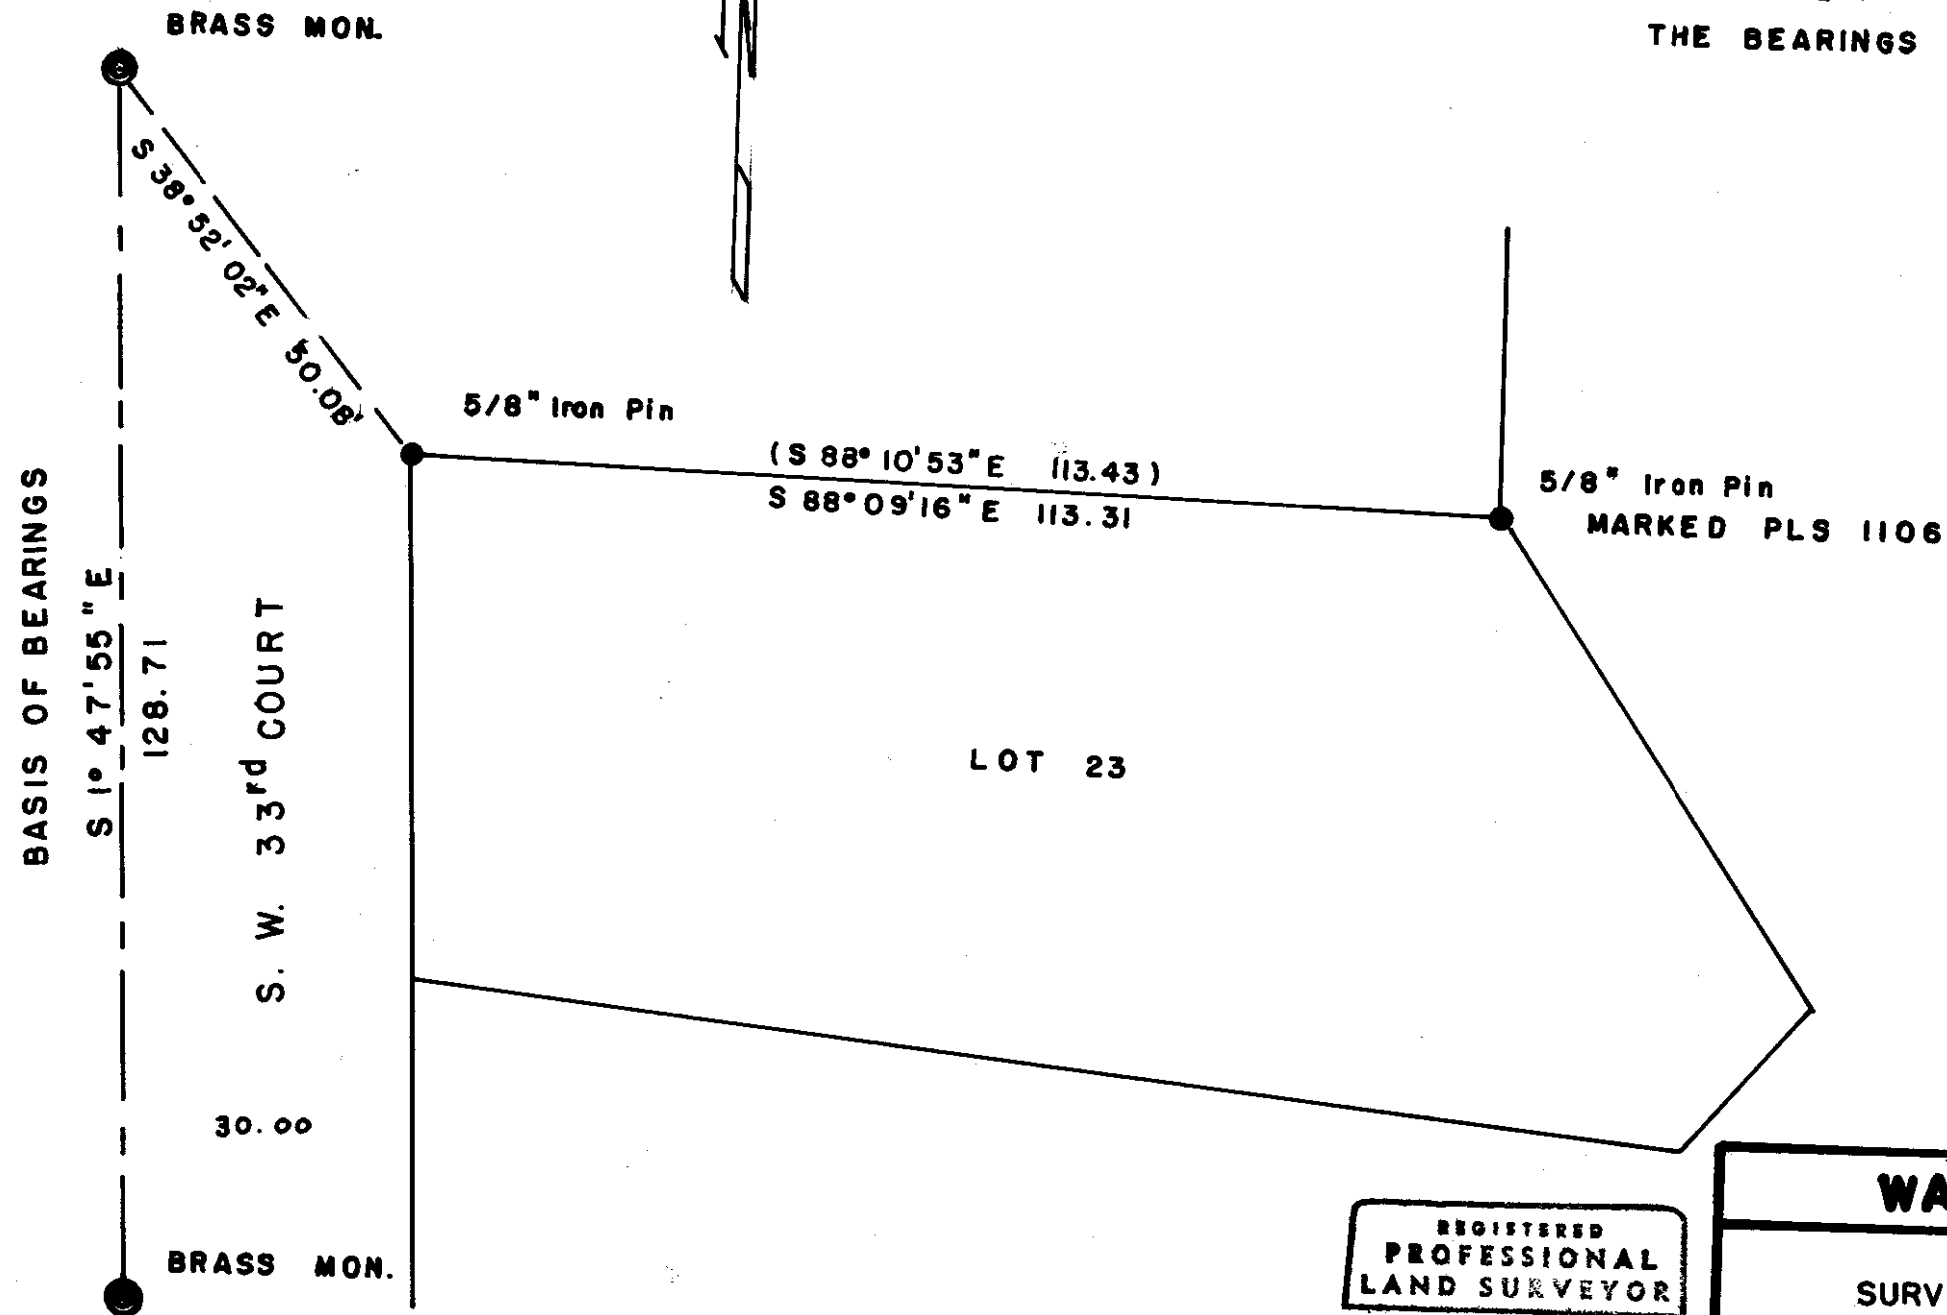 BRASS MON.
N
THE BEARINGS
S 38° 52' 02" E 50.08'
5/8" Iron Pin
(S 88° 10' 53" E 113.43)
S 88° 09' 16" E 113.31
5/8" Iron Pin
MARKED PLS 1106
BASIS OF BEARINGS
S 1° 47' 55" E
128.71
S. W. 33rd COURT
LOT 23
30.00
BRASS MON.
REGISTERED
PROFESSIONAL
LAND SURVEYOR
WA
SURV